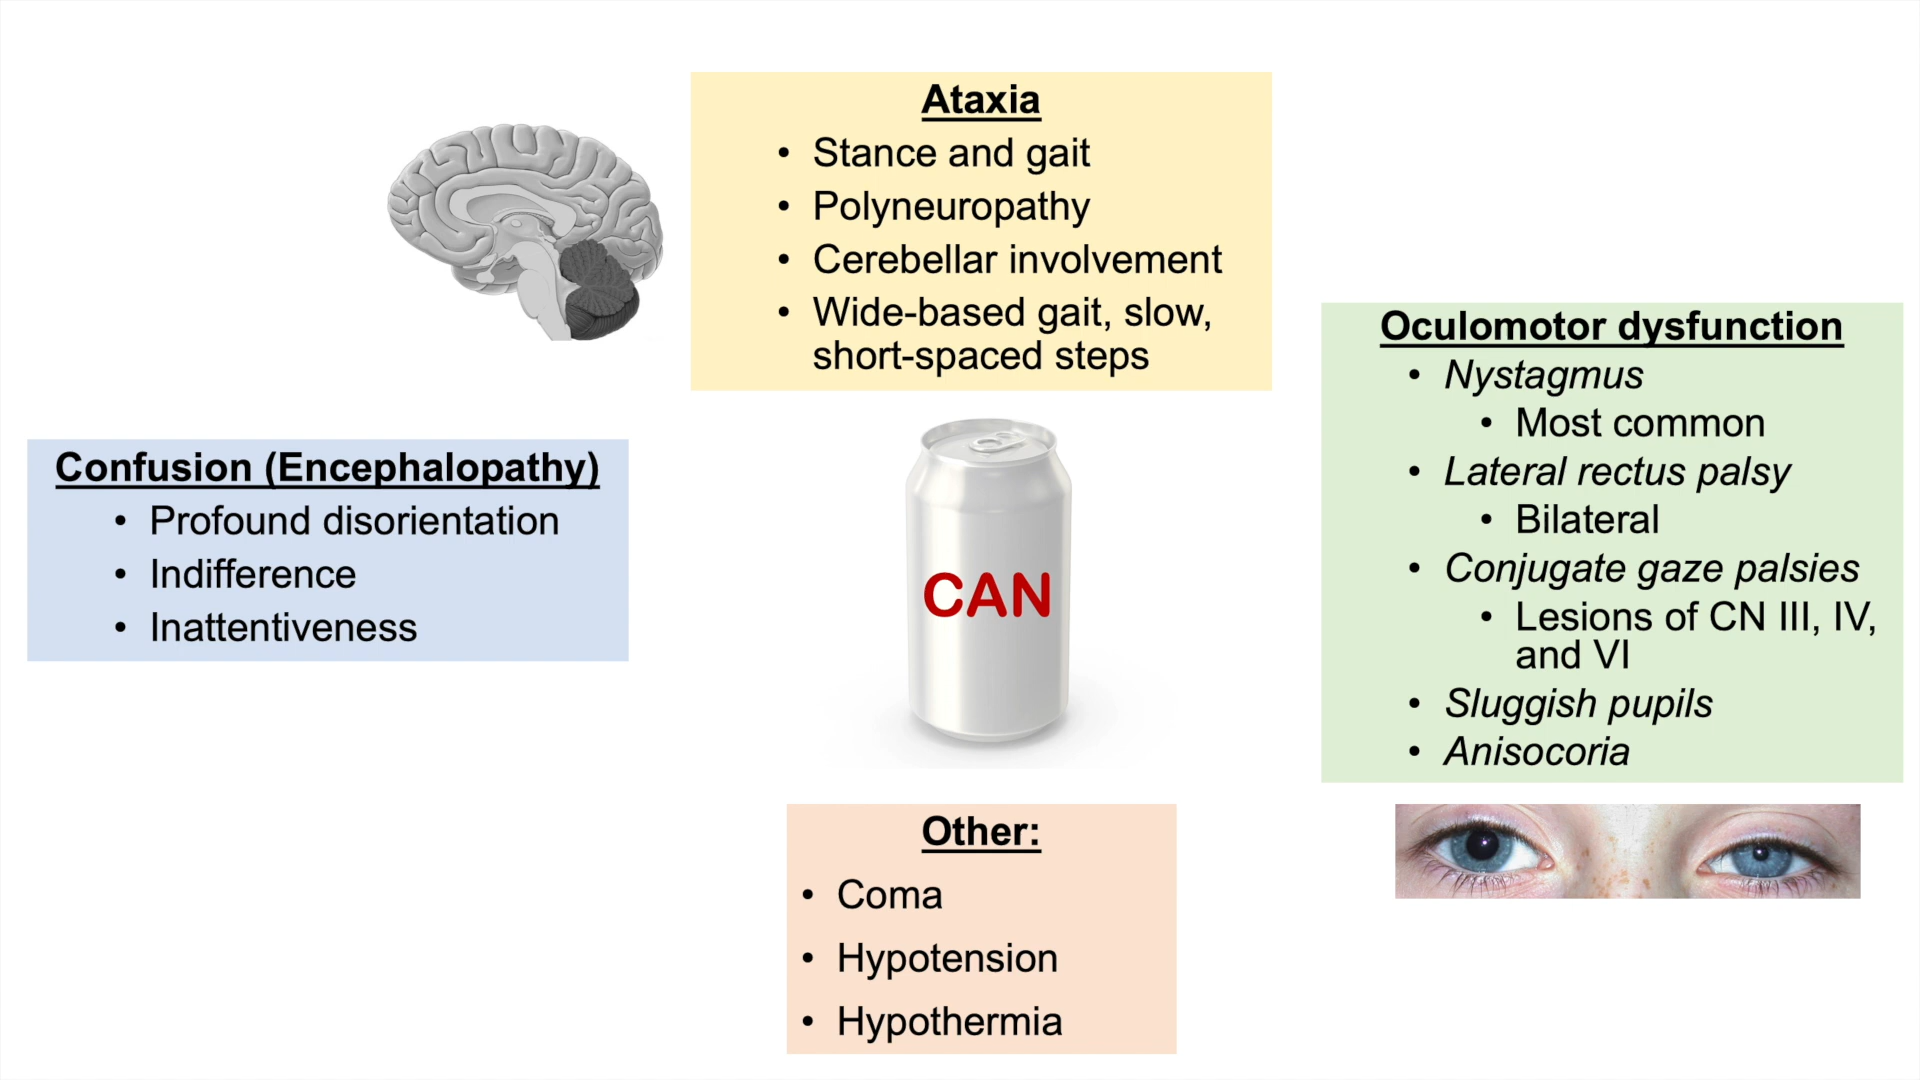 Ataxia
• Stance and gait
• Polyneuropathy
• Cerebellar involvement
• Wide-based gait, slow,
short-spaced steps
Confusion (Encephalopathy)
• Profound disorientation
• Indifference
• Inattentiveness
CAN
Oculomotor dysfunction
• Nystagmus
• Most common
• Lateral rectus palsy
• Bilateral
• Conjugate gaze palsies
• Lesions of CN III, IV,
and VI
• Sluggish pupils
• Anisocoria
Other:
• Coma
• Hypotension
• Hypothermia